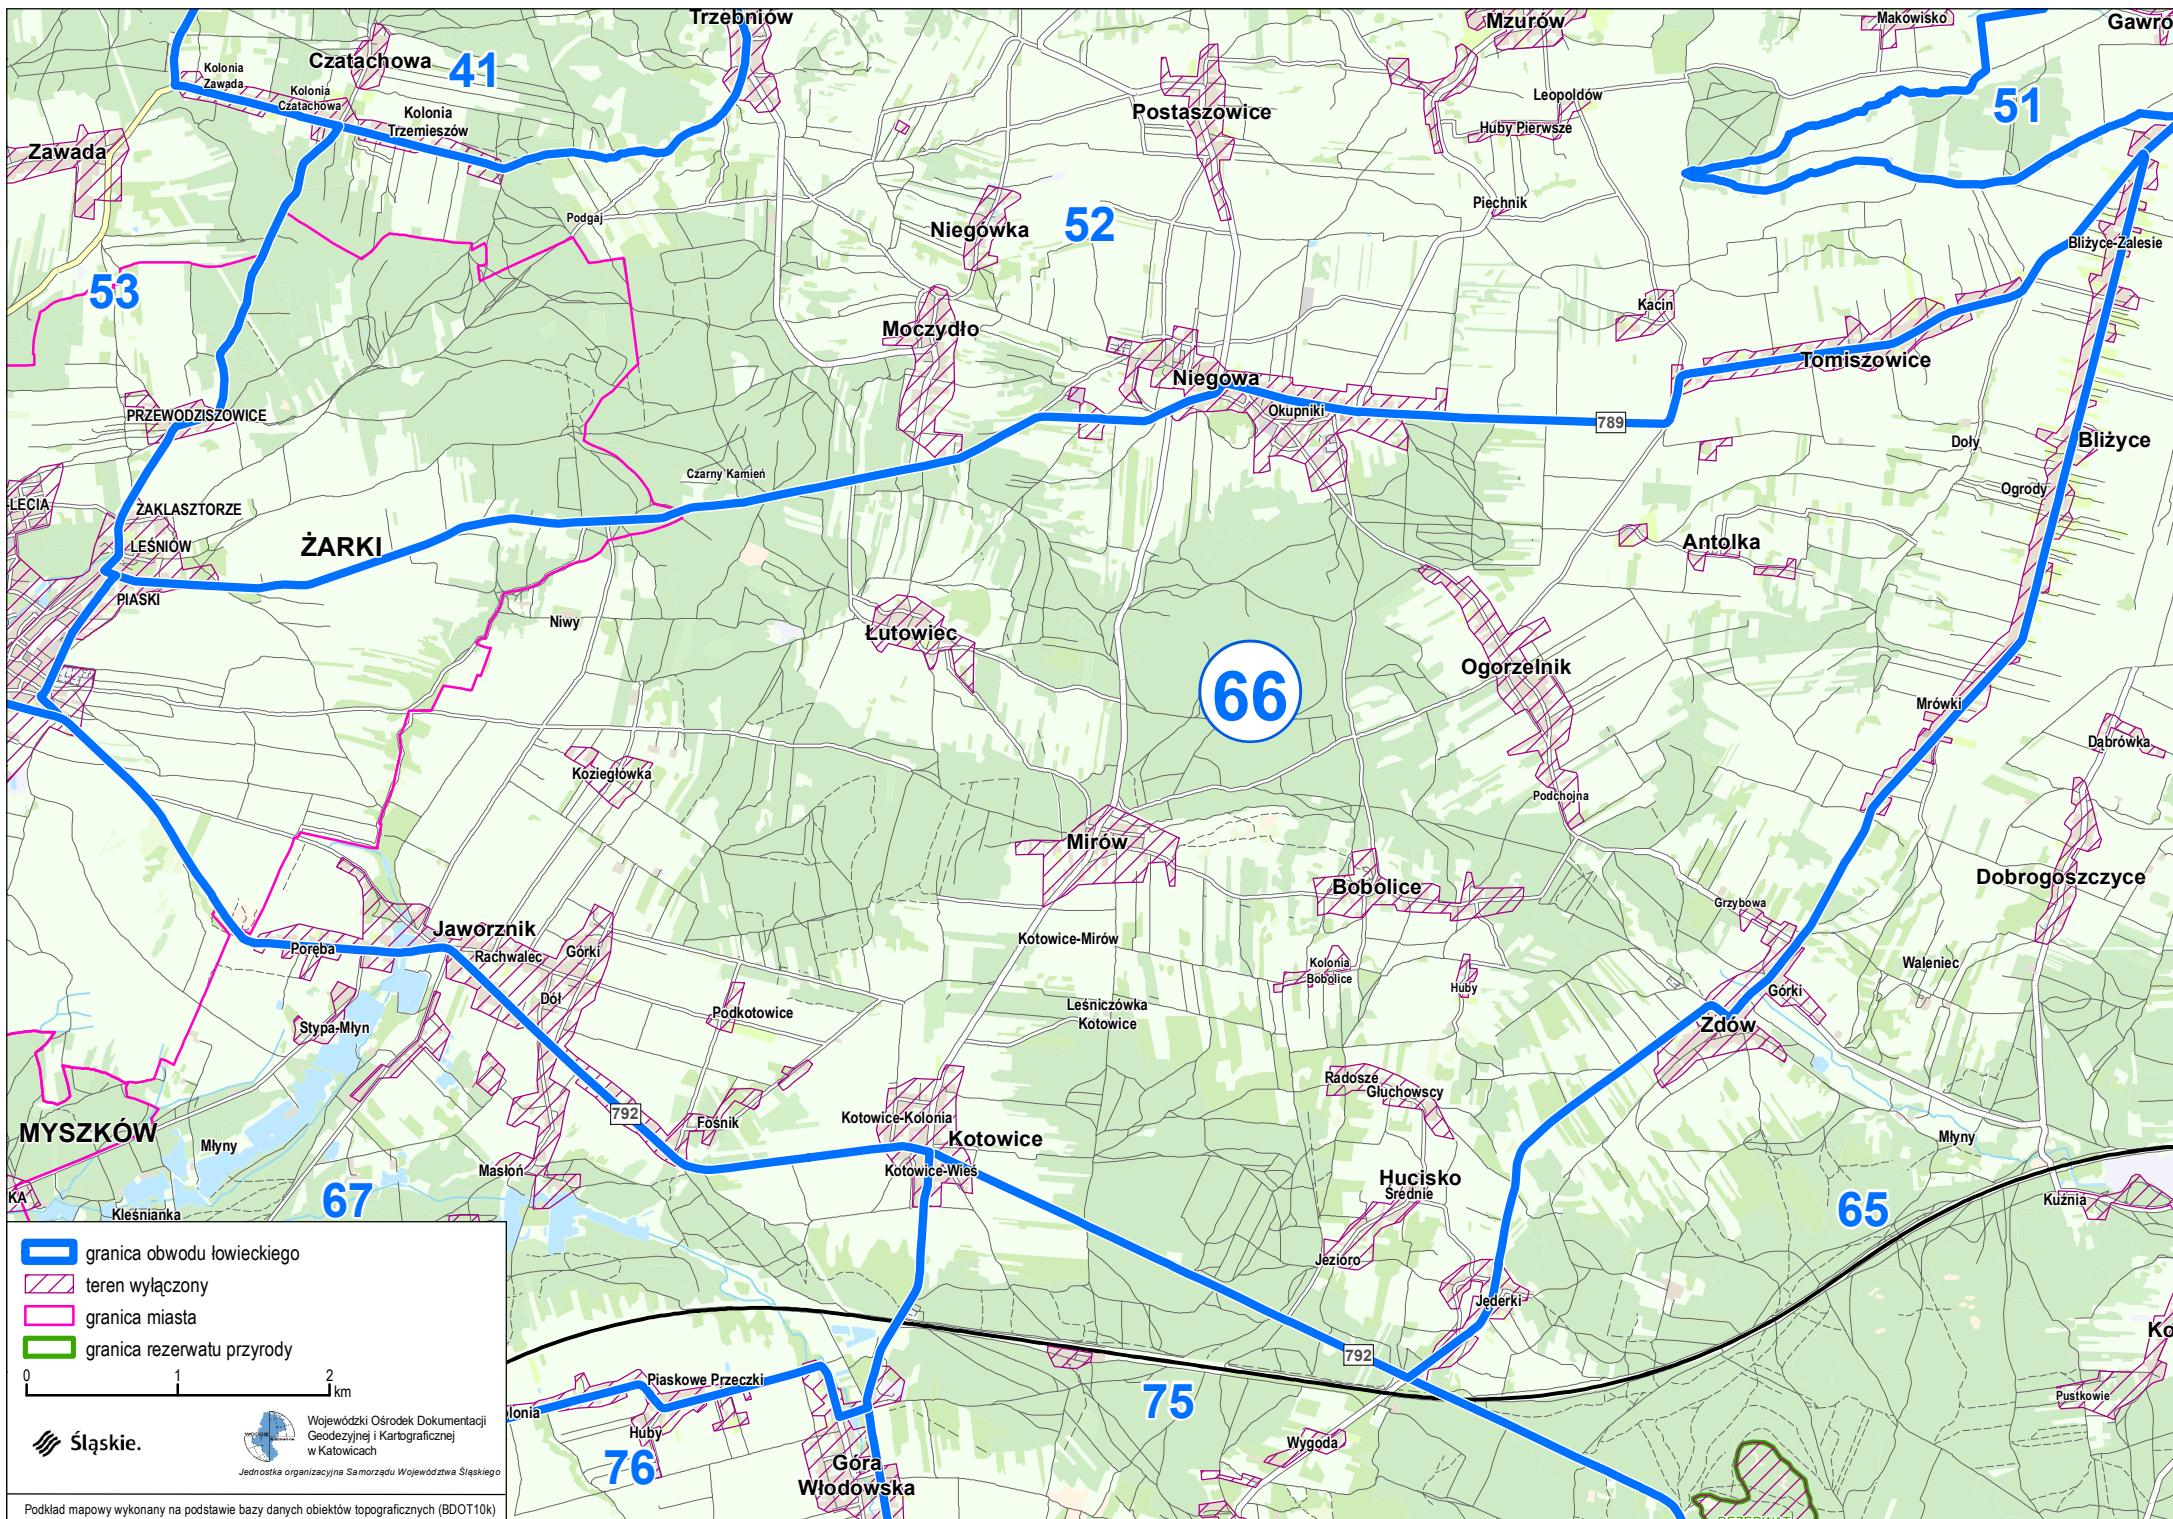 Trzebniów
Mzurów
Makowisko
Gawro
Czatachowa
41
Kolonia
Zawada
Kolonia
Czatachowa
Kolonia
Trzemieszów
Postaszowice
Leopoldów
Huby Pierwsze
51
Zawada
Podgaj
Niegówka
52
Piechnik
Bliżyce-Zalesie
53
Kacin
Moczydło
Tomiszowice
Niegowa
Okupniki
789
PRZEWODZISZOWICE
Doły
Bliżyce
Czarny Kamień
Ogrody
-LECIA
ŻAKLASZTORZE
LEŚNIÓW
ŻARKI
Antolka
PIASKI
Niwy
Łutowiec
66
Ogorzelnik
Mrówki
Dąbrówka
Koziegłówka
Podchojna
Mirów
Bobolice
Dobrogoszczyce
Grzybowa
Jaworznik
Poręba
Rachwalec
Górki
Kotowice-Mirów
Kolonia
Bobolice
Huby
Waleniec
Górki
Dół
Podkotowice
Leśniczówka
Kotowice
Stypa-Młyn
Zdów
Radosze
Głuchowscy
792
Fośnik
Kotowice-Kolonia
Kotowice
MYSZKÓW
Młyny
Młyny
Masłoń
Kotowice-Wieś
Hucisko
Średnie
KA
67
Kleśnianka
65
Kuźnia
Jezioro
Jęderki
Ko
792
Piaskowe Przeczki
lonia
75
Pustkowie
Huby
76
Wygoda
Góra
Włodowska
REZERWAT
granica obwodu łowieckiego
teren wyłączony
granica miasta
granica rezerwatu przyrody
0 1 2 km
Śląskie.
WODGiK Katowice
Wojewódzki Ośrodek Dokumentacji
Geodezyjnej i Kartograficznej
w Katowicach
Jednostka organizacyjna Samorządu Województwa Śląskiego
Podkład mapowy wykonany na podstawie bazy danych obiektów topograficznych (BDOT10k)